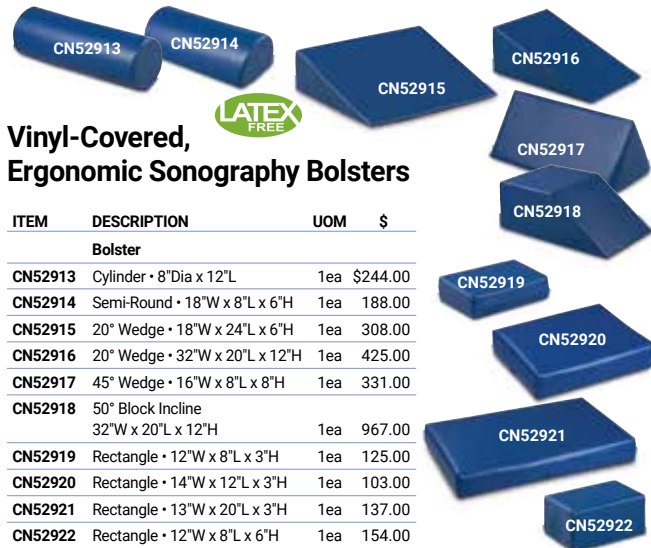 CN52913
CN52914
CN52915
CN52916
LATEX
FREE
CN52917
CN52918
CN52919
CN52920
CN52921
CN52922
Vinyl-Covered,
Ergonomic Sonography Bolsters
ITEM DESCRIPTION UOM $
Bolster
CN52913 Cylinder • 8"Dia x 12"L 1ea $244.00
CN52914 Semi-Round • 18"W x 8"L x 6"H 1ea 188.00
CN52915 20° Wedge • 18"W x 24"L x 6"H 1ea 308.00
CN52916 20° Wedge • 32"W x 20"L x 12"H 1ea 425.00
CN52917 45° Wedge • 16"W x 8"L x 8"H 1ea 331.00
CN52918 50° Block Incline
32"W x 20"L x 12"H 1ea 967.00
CN52919 Rectangle • 12"W x 8"L x 3"H 1ea 125.00
CN52920 Rectangle • 14"W x 12"L x 3"H 1ea 103.00
CN52921 Rectangle • 13"W x 20"L x 3"H 1ea 137.00
CN52922 Rectangle • 12"W x 8"L x 6"H 1ea 154.00